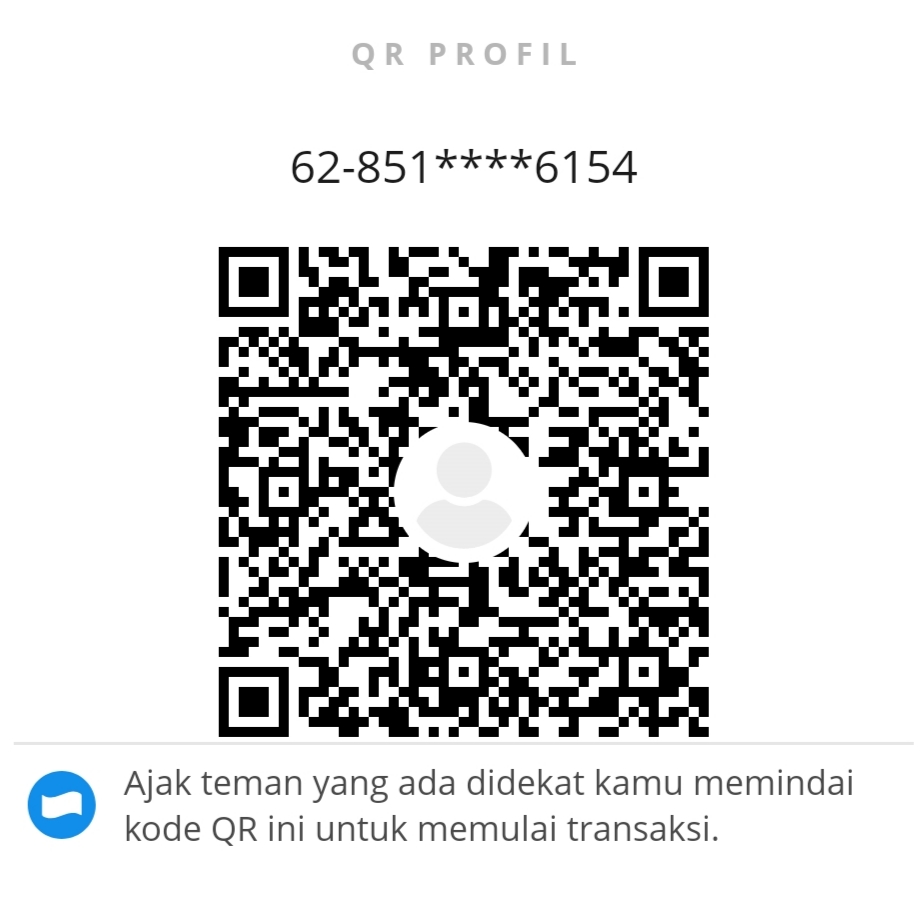 QR PROFIL
62-851****6154
Ajak teman yang ada didekat kamu memindai
kode QR ini untuk memulai transaksi.